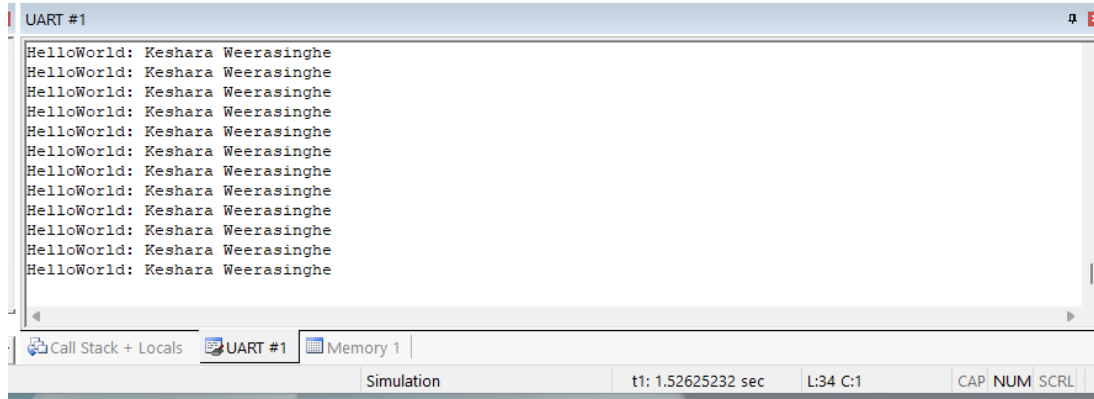 UART #1
HelloWorld: Keshara Weerasinghe
HelloWorld: Keshara Weerasinghe
HelloWorld: Keshara Weerasinghe
HelloWorld: Keshara Weerasinghe
HelloWorld: Keshara Weerasinghe
HelloWorld: Keshara Weerasinghe
HelloWorld: Keshara Weerasinghe
HelloWorld: Keshara Weerasinghe
HelloWorld: Keshara Weerasinghe
HelloWorld: Keshara Weerasinghe
HelloWorld: Keshara Weerasinghe
HelloWorld: Keshara Weerasinghe
Call Stack + Locals UART #1 Memory 1
Simulation t1: 1.52625232 sec L:34 C:1 CAP NUM SCRL